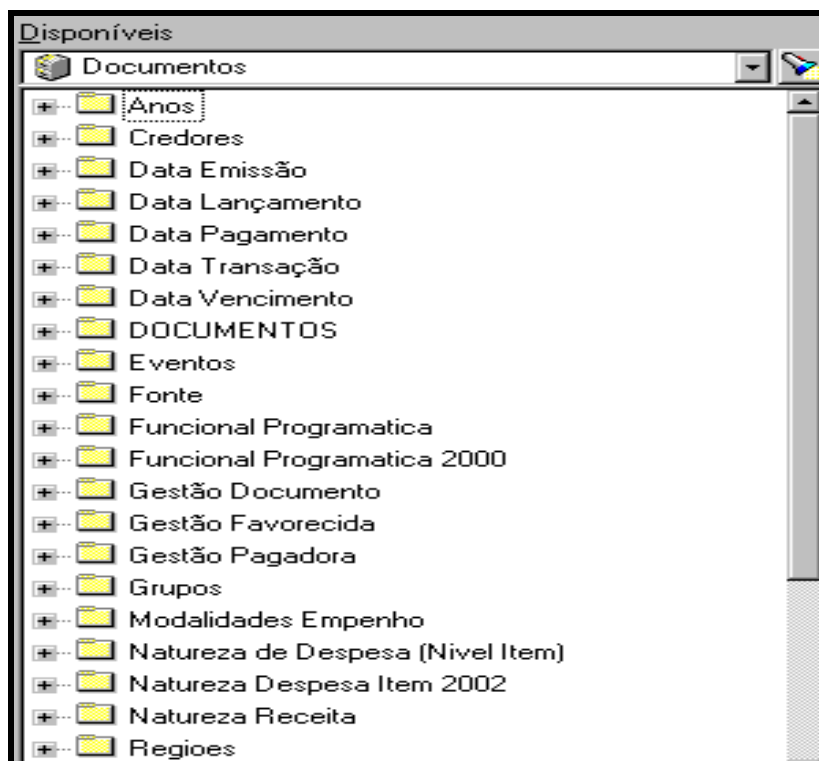 Disponíveis
Documentos
Anos
Credores
Data Emissão
Data Lançamento
Data Pagamento
Data Transação
Data Vencimento
DOCUMENTOS
Eventos
Fonte
Funcional Programatica
Funcional Programatica 2000
Gestão Documento
Gestão Favorecida
Gestão Pagadora
Grupos
Modalidades Empenho
Natureza de Despesa (Nivel Item)
Natureza Despesa Item 2002
Natureza Receita
Regioes